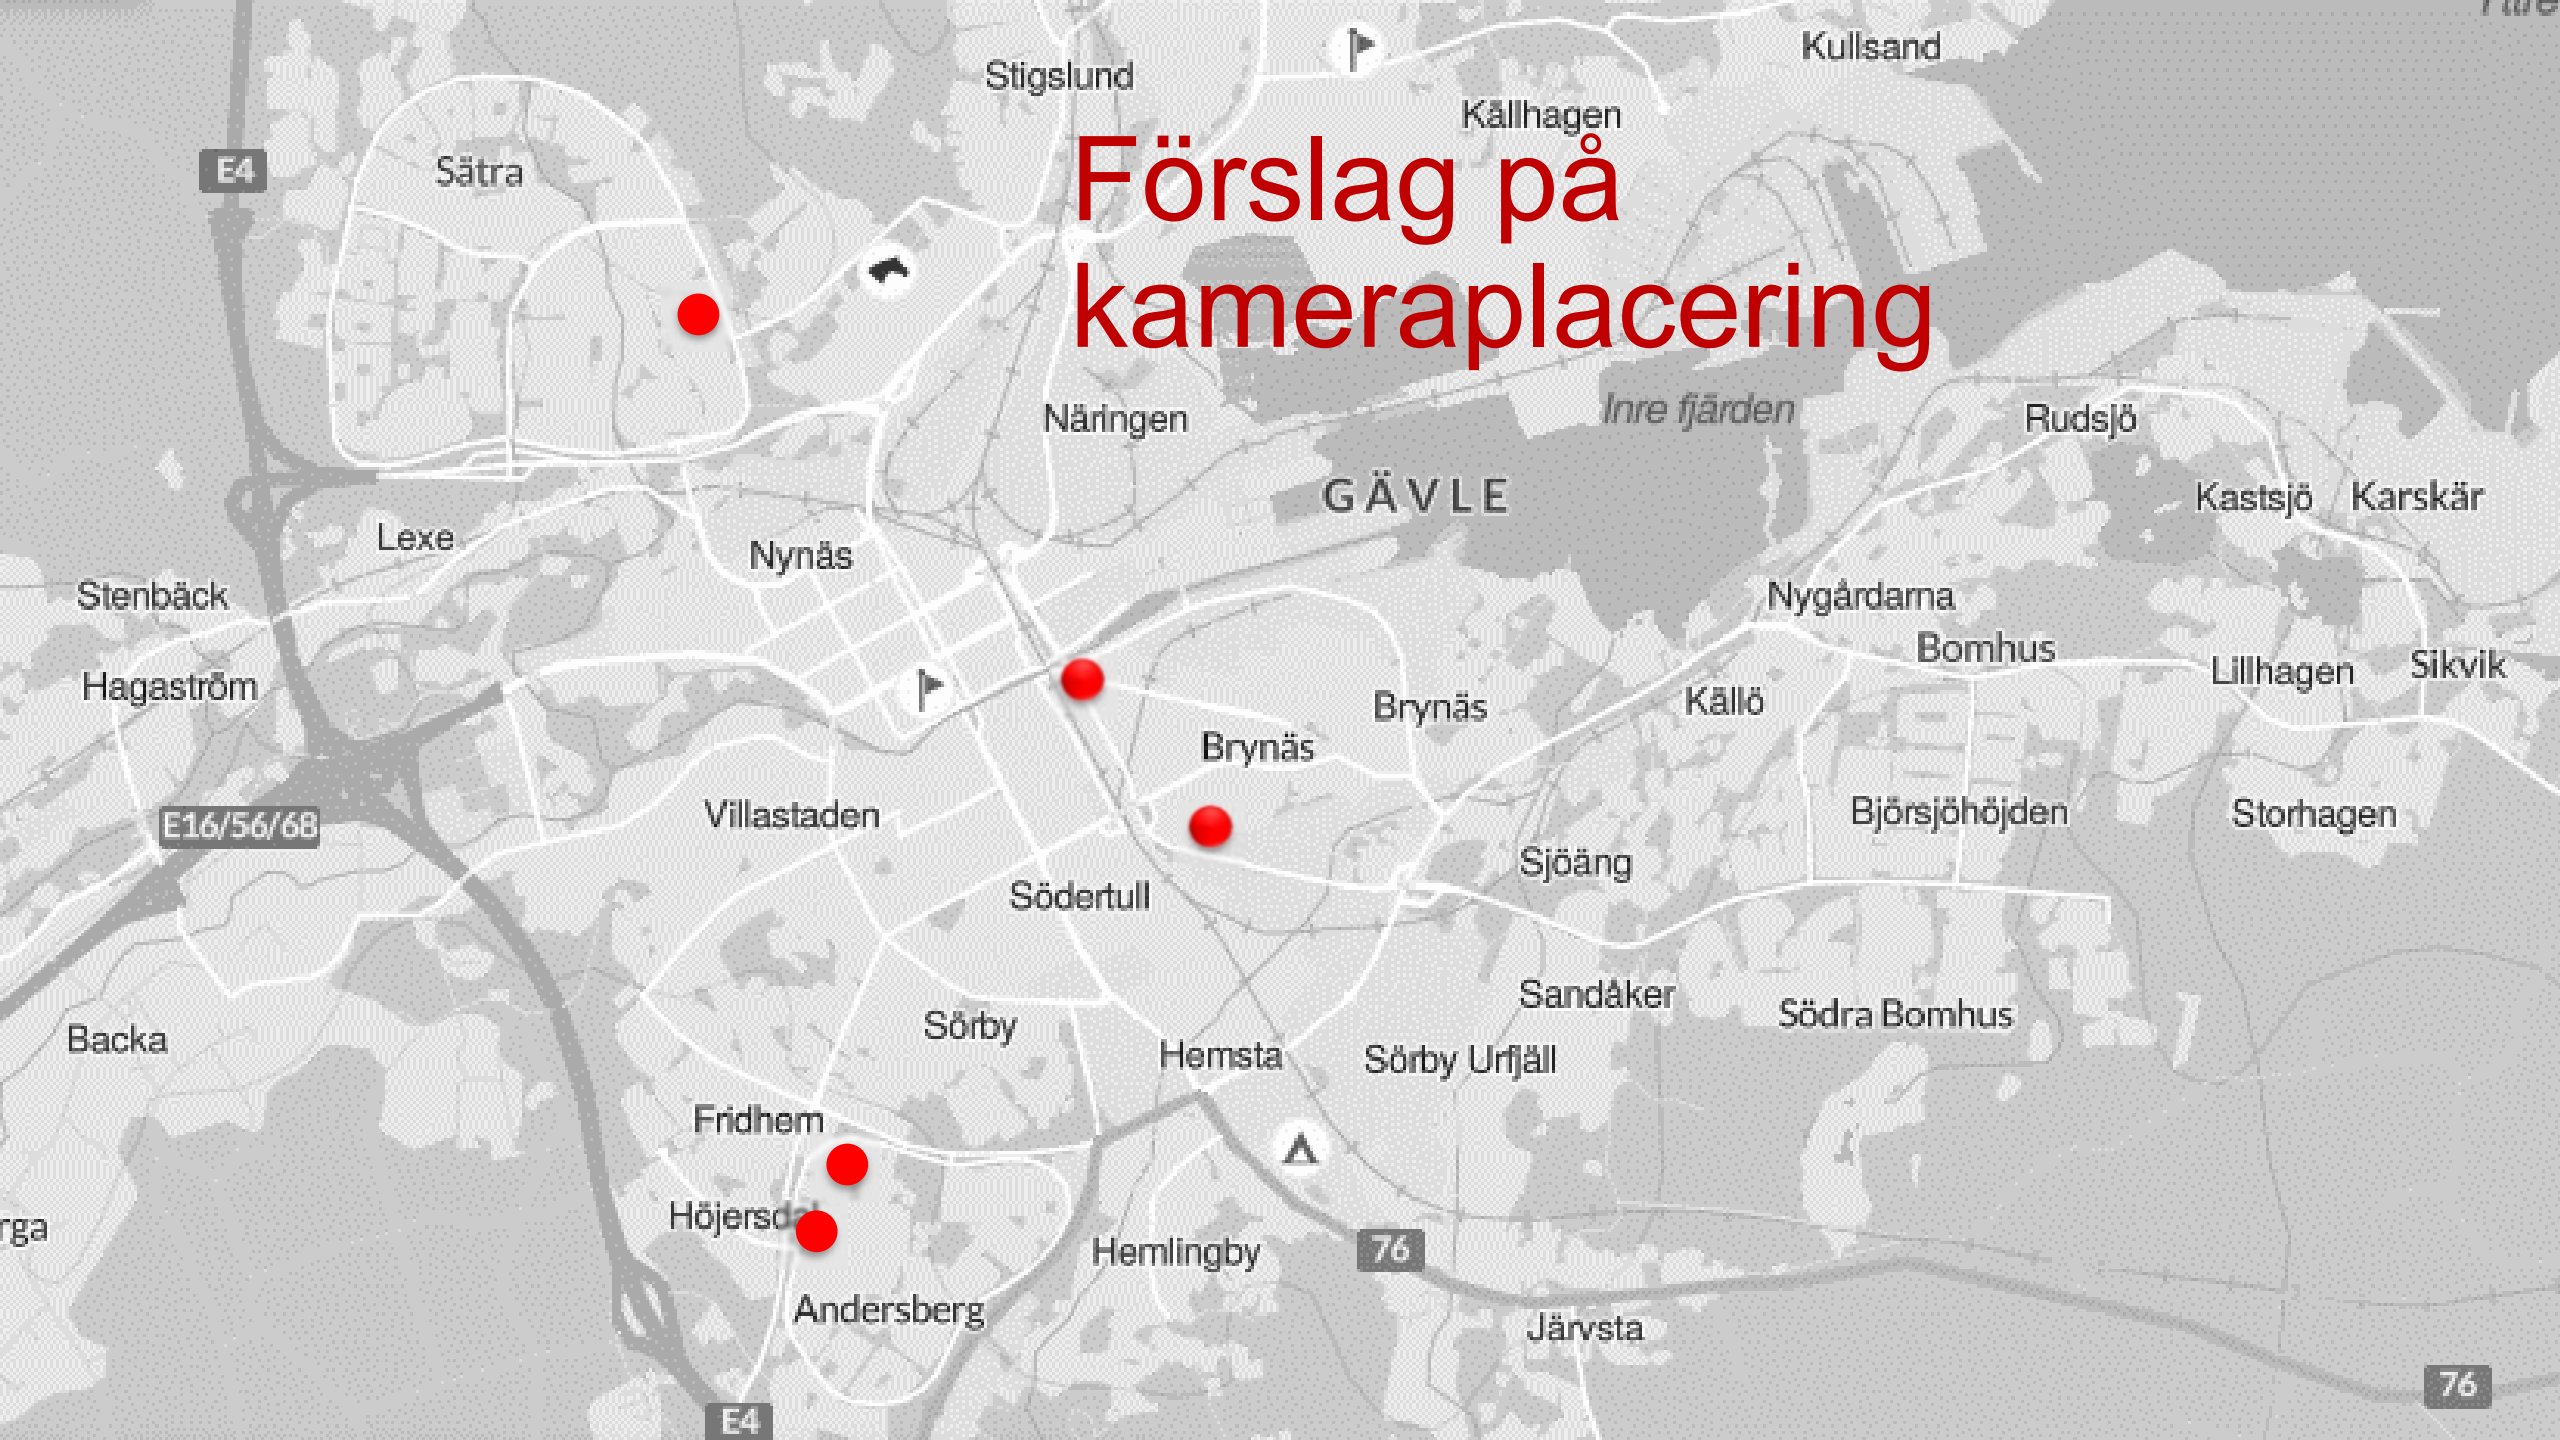 Stigslund
Kullsand
Källhagen
Förslag på
kameraplacering
E4
Sätra
Inre fjärden
Näringen
Rudsjö
GÄVLE
Kastsjö
Karskär
Lexe
Nynäs
Stenbäck
Nygårdarna
Bomhus
Hagaström
Lillhagen
Sikvik
Källö
Brynäs
Brynäs
E16/56/68
Villastaden
Björsjöhöjden
Storhagen
Sjöäng
Södertull
Sandåker
Södra Bomhus
Backa
Sörby
Hemsta
Sörby Urfjäll
Fridhem
Höjersdal
rga
Hemlingby
76
Andersberg
Järvsta
76
E4